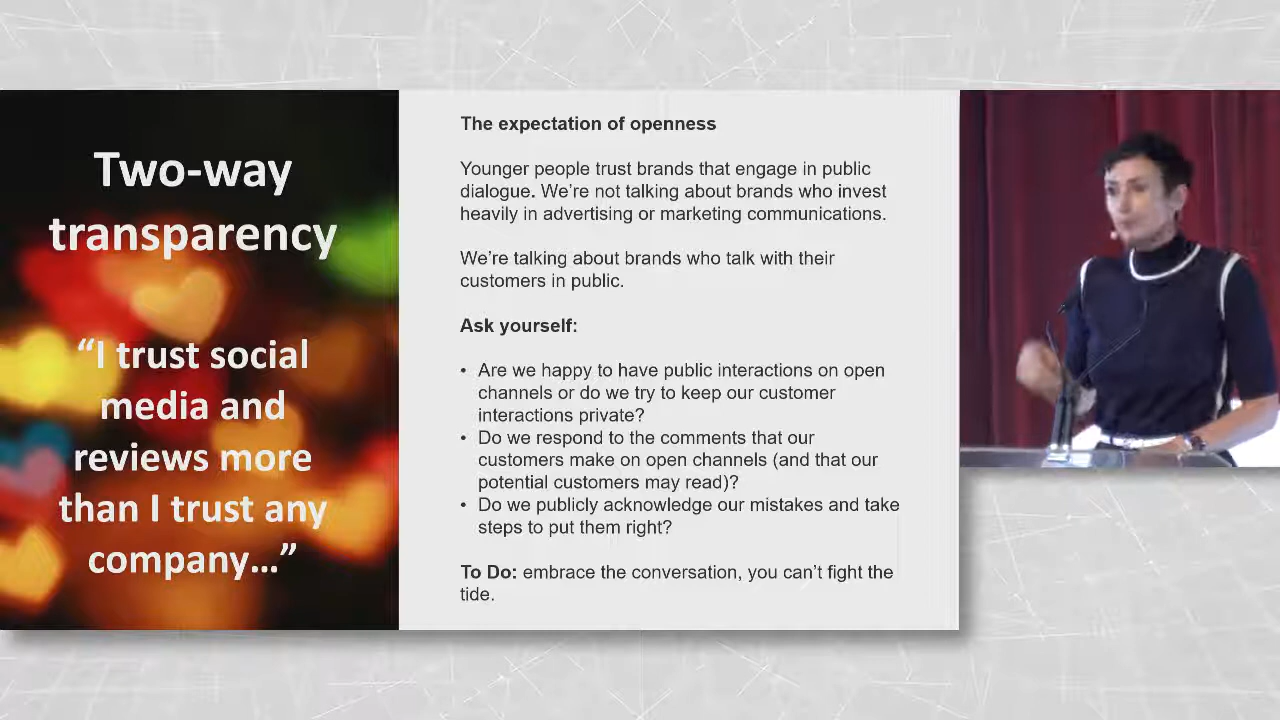 Two-way
transparency
“I trust social
media and
reviews more
than I trust any
company…”
The expectation of openness
Younger people trust brands that engage in public
dialogue. We’re not talking about brands who invest
heavily in advertising or marketing communications.
We’re talking about brands who talk with their
customers in public.
Ask yourself:
• Are we happy to have public interactions on open
channels or do we try to keep our customer
interactions private?
• Do we respond to the comments that our
customers make on open channels (and that our
potential customers may read)?
• Do we publicly acknowledge our mistakes and take
steps to put them right?
To Do: embrace the conversation, you can’t fight the
tide.